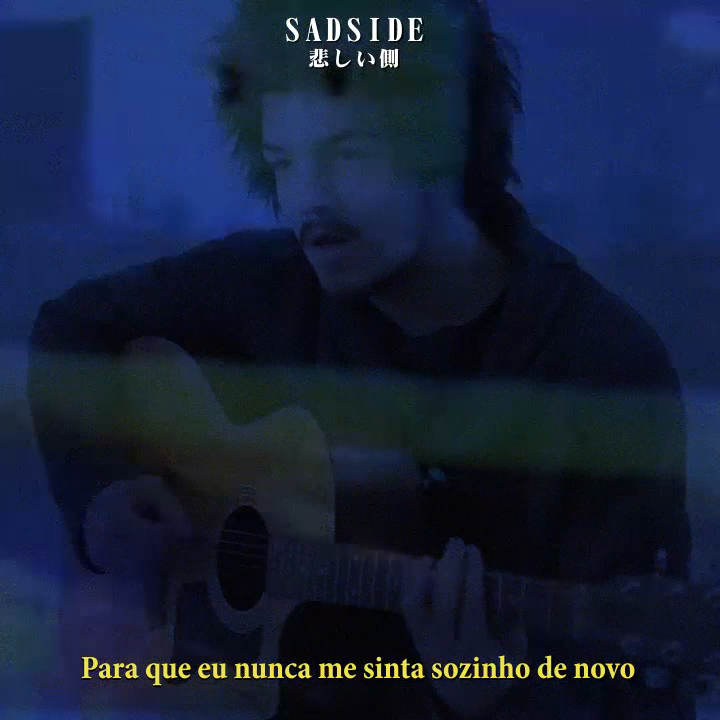 SADSIDE
悲しい側
Para que eu nunca me sinta sozinho de novo